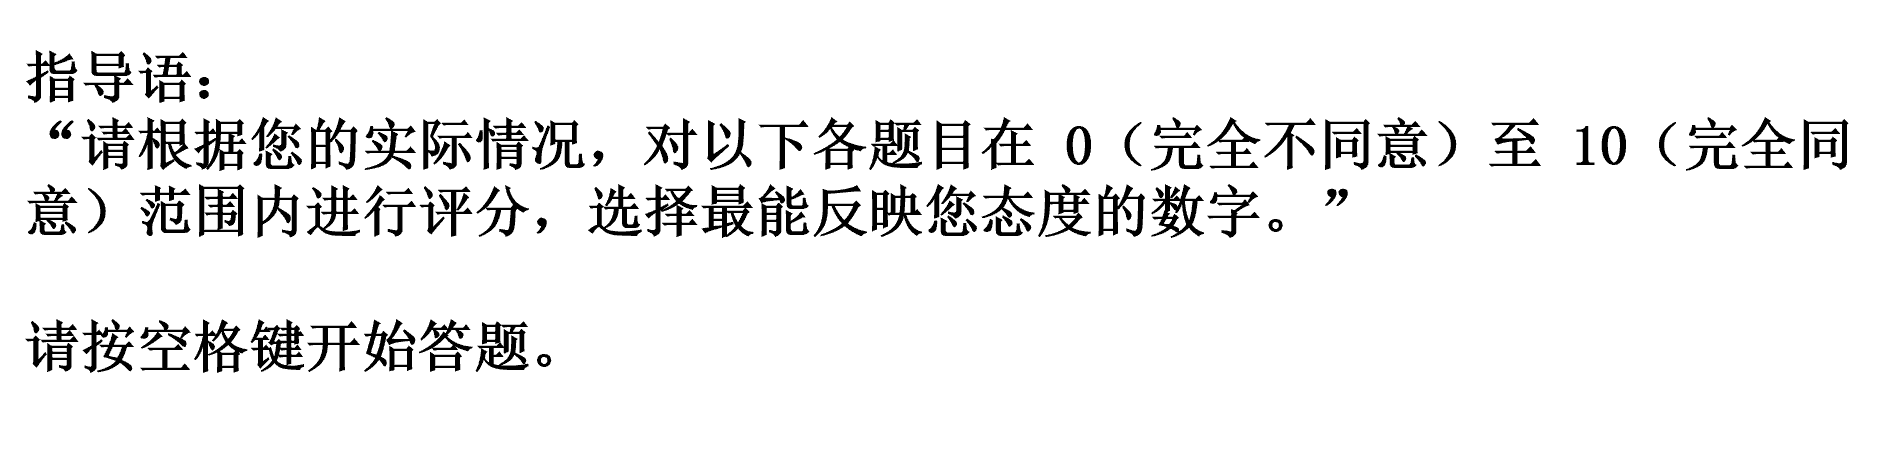 指导语：
“请根据您的实际情况，对以下各题目在 0（完全不同意）至 10（完全同
意）范围内进行评分，选择最能反映您态度的数字。”
请按空格键开始答题。